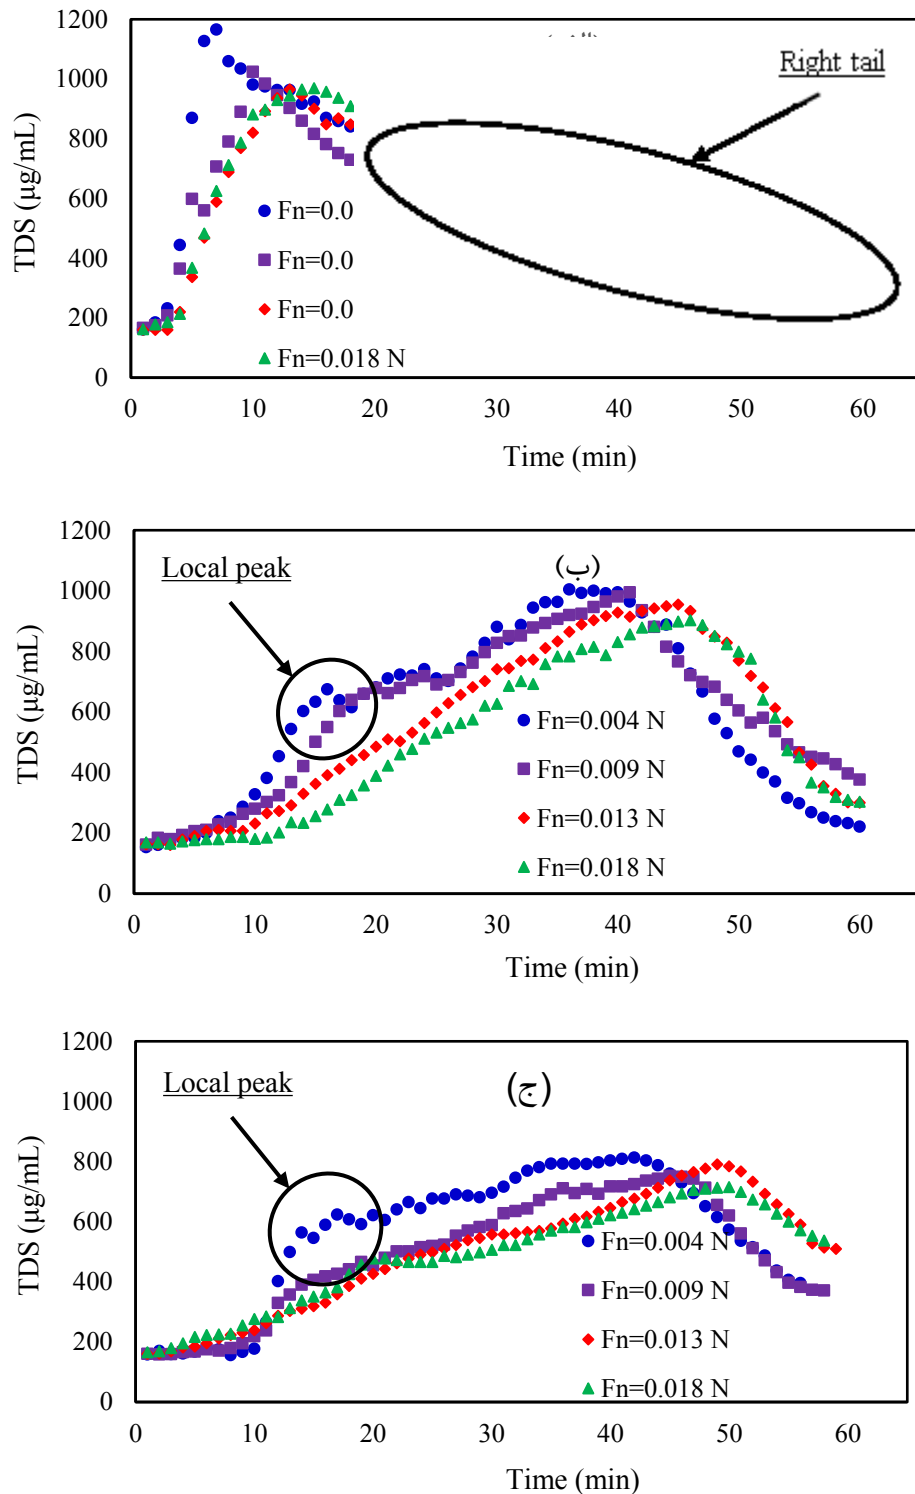 1200
1000
800
600
400
200
0
TDS (µg/mL)
Right tail
Fn=0.0
Fn=0.0
Fn=0.0
Fn=0.018 N
0 10 20 30 40 50 60
Time (min)
1200
1000
800
600
400
200
0
TDS (µg/mL)
Local peak
(ب)
Fn=0.004 N
Fn=0.009 N
Fn=0.013 N
Fn=0.018 N
0 10 20 30 40 50 60
Time (min)
1200
1000
800
600
400
200
0
TDS (µg/mL)
Local peak
(ج)
Fn=0.004 N
Fn=0.009 N
Fn=0.013 N
Fn=0.018 N
0 10 20 30 40 50 60
Time (min)